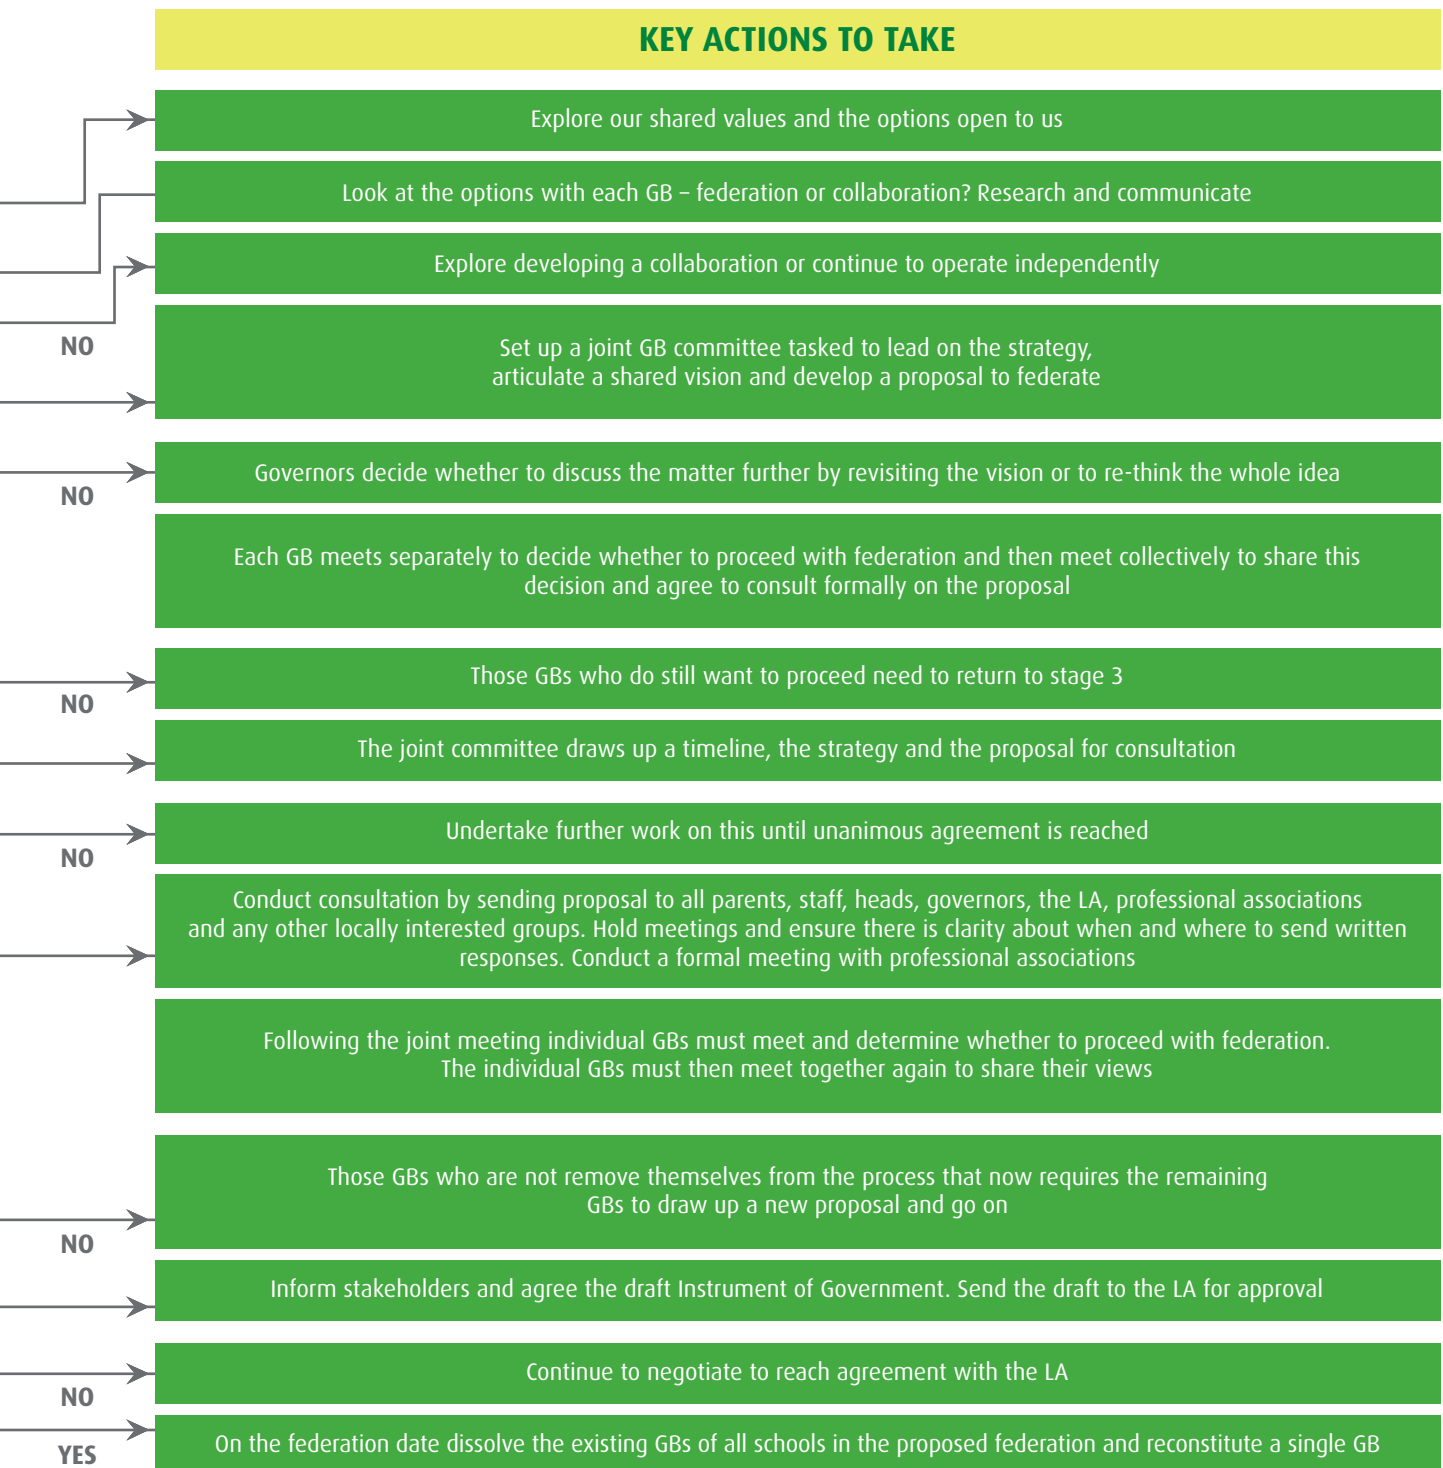 KEY ACTIONS TO TAKE
Explore our shared values and the options open to us
Look at the options with each GB – federation or collaboration? Research and communicate
Explore developing a collaboration or continue to operate independently
NO
Set up a joint GB committee tasked to lead on the strategy,
articulate a shared vision and develop a proposal to federate
Governors decide whether to discuss the matter further by revisiting the vision or to re-think the whole idea
NO
Each GB meets separately to decide whether to proceed with federation and then meet collectively to share this
decision and agree to consult formally on the proposal
Those GBs who do still want to proceed need to return to stage 3
NO
The joint committee draws up a timeline, the strategy and the proposal for consultation
Undertake further work on this until unanimous agreement is reached
NO
Conduct consultation by sending proposal to all parents, staff, heads, governors, the LA, professional associations
and any other locally interested groups. Hold meetings and ensure there is clarity about when and where to send written
responses. Conduct a formal meeting with professional associations
Following the joint meeting individual GBs must meet and determine whether to proceed with federation.
The individual GBs must then meet together again to share their views
Those GBs who are not remove themselves from the process that now requires the remaining
GBs to draw up a new proposal and go on
NO
Inform stakeholders and agree the draft Instrument of Government. Send the draft to the LA for approval
Continue to negotiate to reach agreement with the LA
NO
On the federation date dissolve the existing GBs of all schools in the proposed federation and reconstitute a single GB
YES